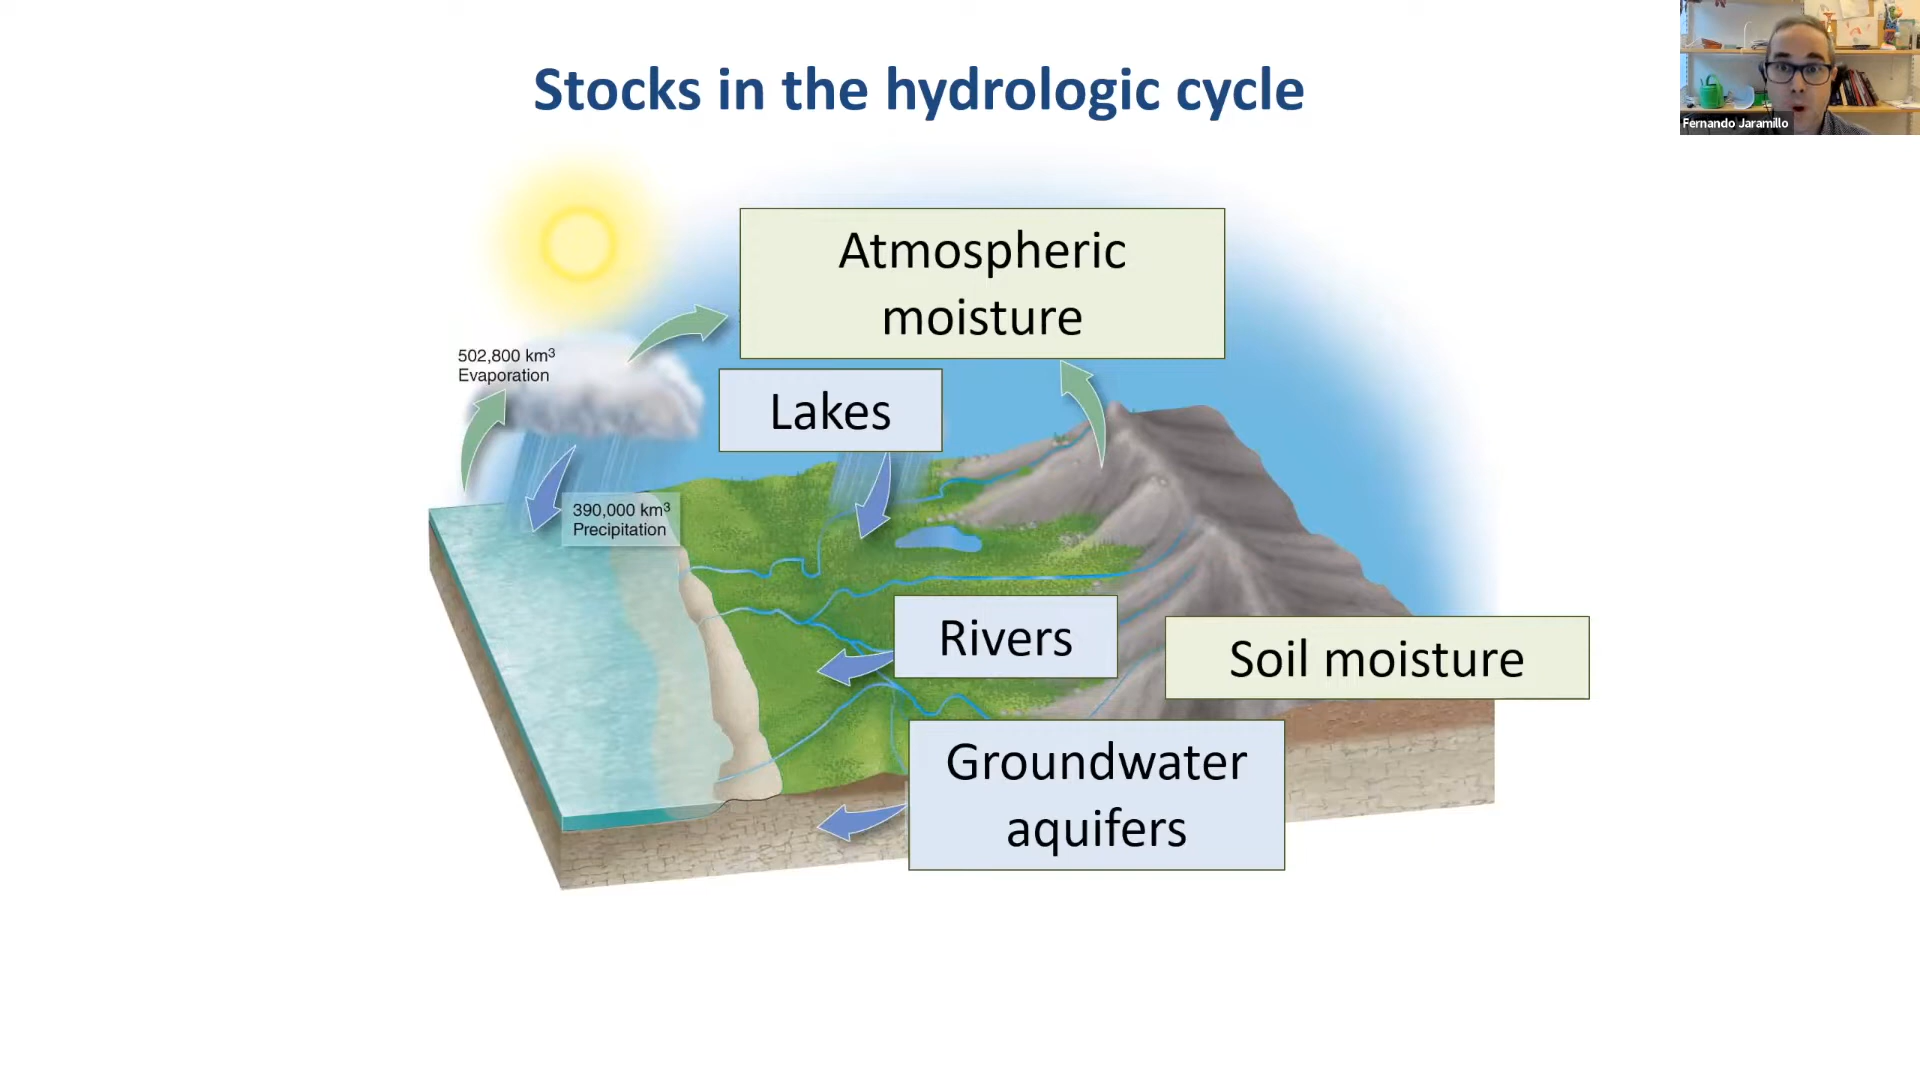 Stocks in the hydrologic cycle
Fernando Jaramillo
Atmospheric
moisture
502,800 km³
Evaporation
Lakes
390,000 km³
Precipitation
Rivers
Soil moisture
Groundwater
aquifers